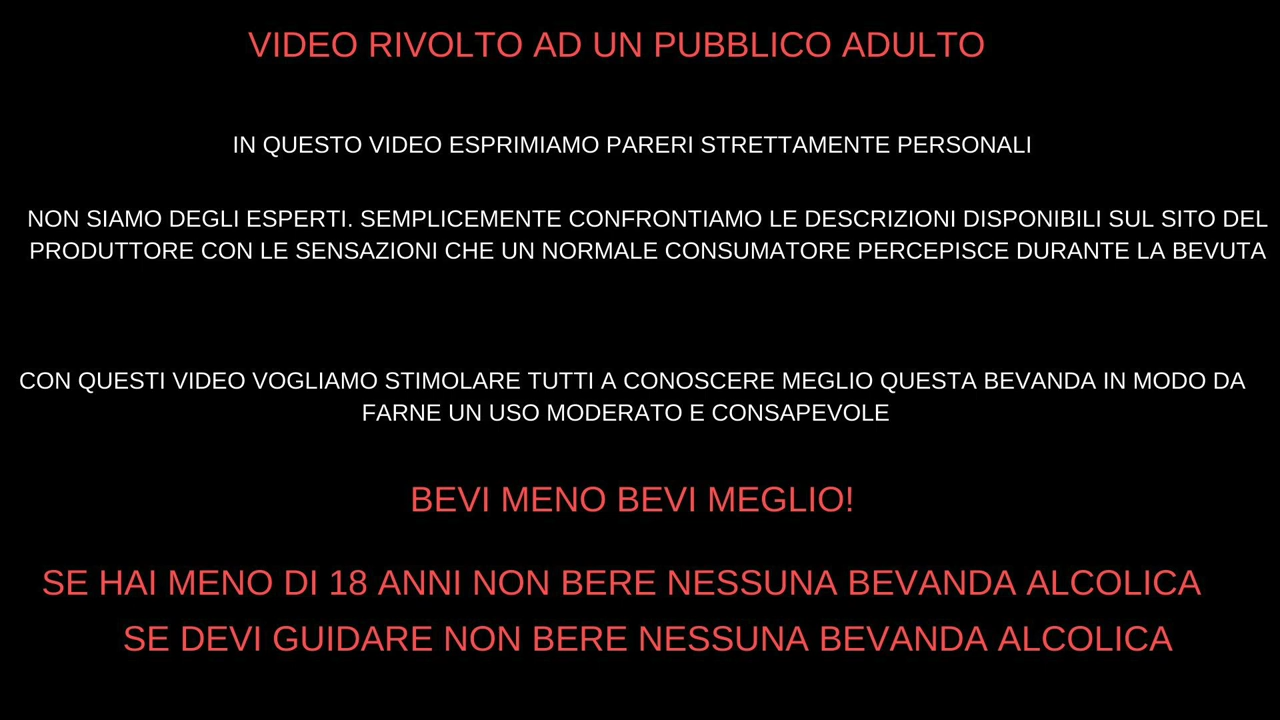 VIDEO RIVOLTO AD UN PUBBLICO ADULTO
IN QUESTO VIDEO ESPRIMIAMO PARERI STRETTAMENTE PERSONALI
NON SIAMO DEGLI ESPERTI. SEMPLICEMENTE CONFRONTIAMO LE DESCRIZIONI DISPONIBILI SUL SITO DEL
PRODUTTORE CON LE SENSAZIONI CHE UN NORMALE CONSUMATORE PERCEPISCE DURANTE LA BEVUTA
CON QUESTI VIDEO VOGLIAMO STIMOLARE TUTTI A CONOSCERE MEGLIO QUESTA BEVANDA IN MODO DA
FARNE UN USO MODERATO E CONSAPEVOLE
BEVI MENO BEVI MEGLIO!
SE HAI MENO DI 18 ANNI NON BERE NESSUNA BEVANDA ALCOLICA
SE DEVI GUIDARE NON BERE NESSUNA BEVANDA ALCOLICA